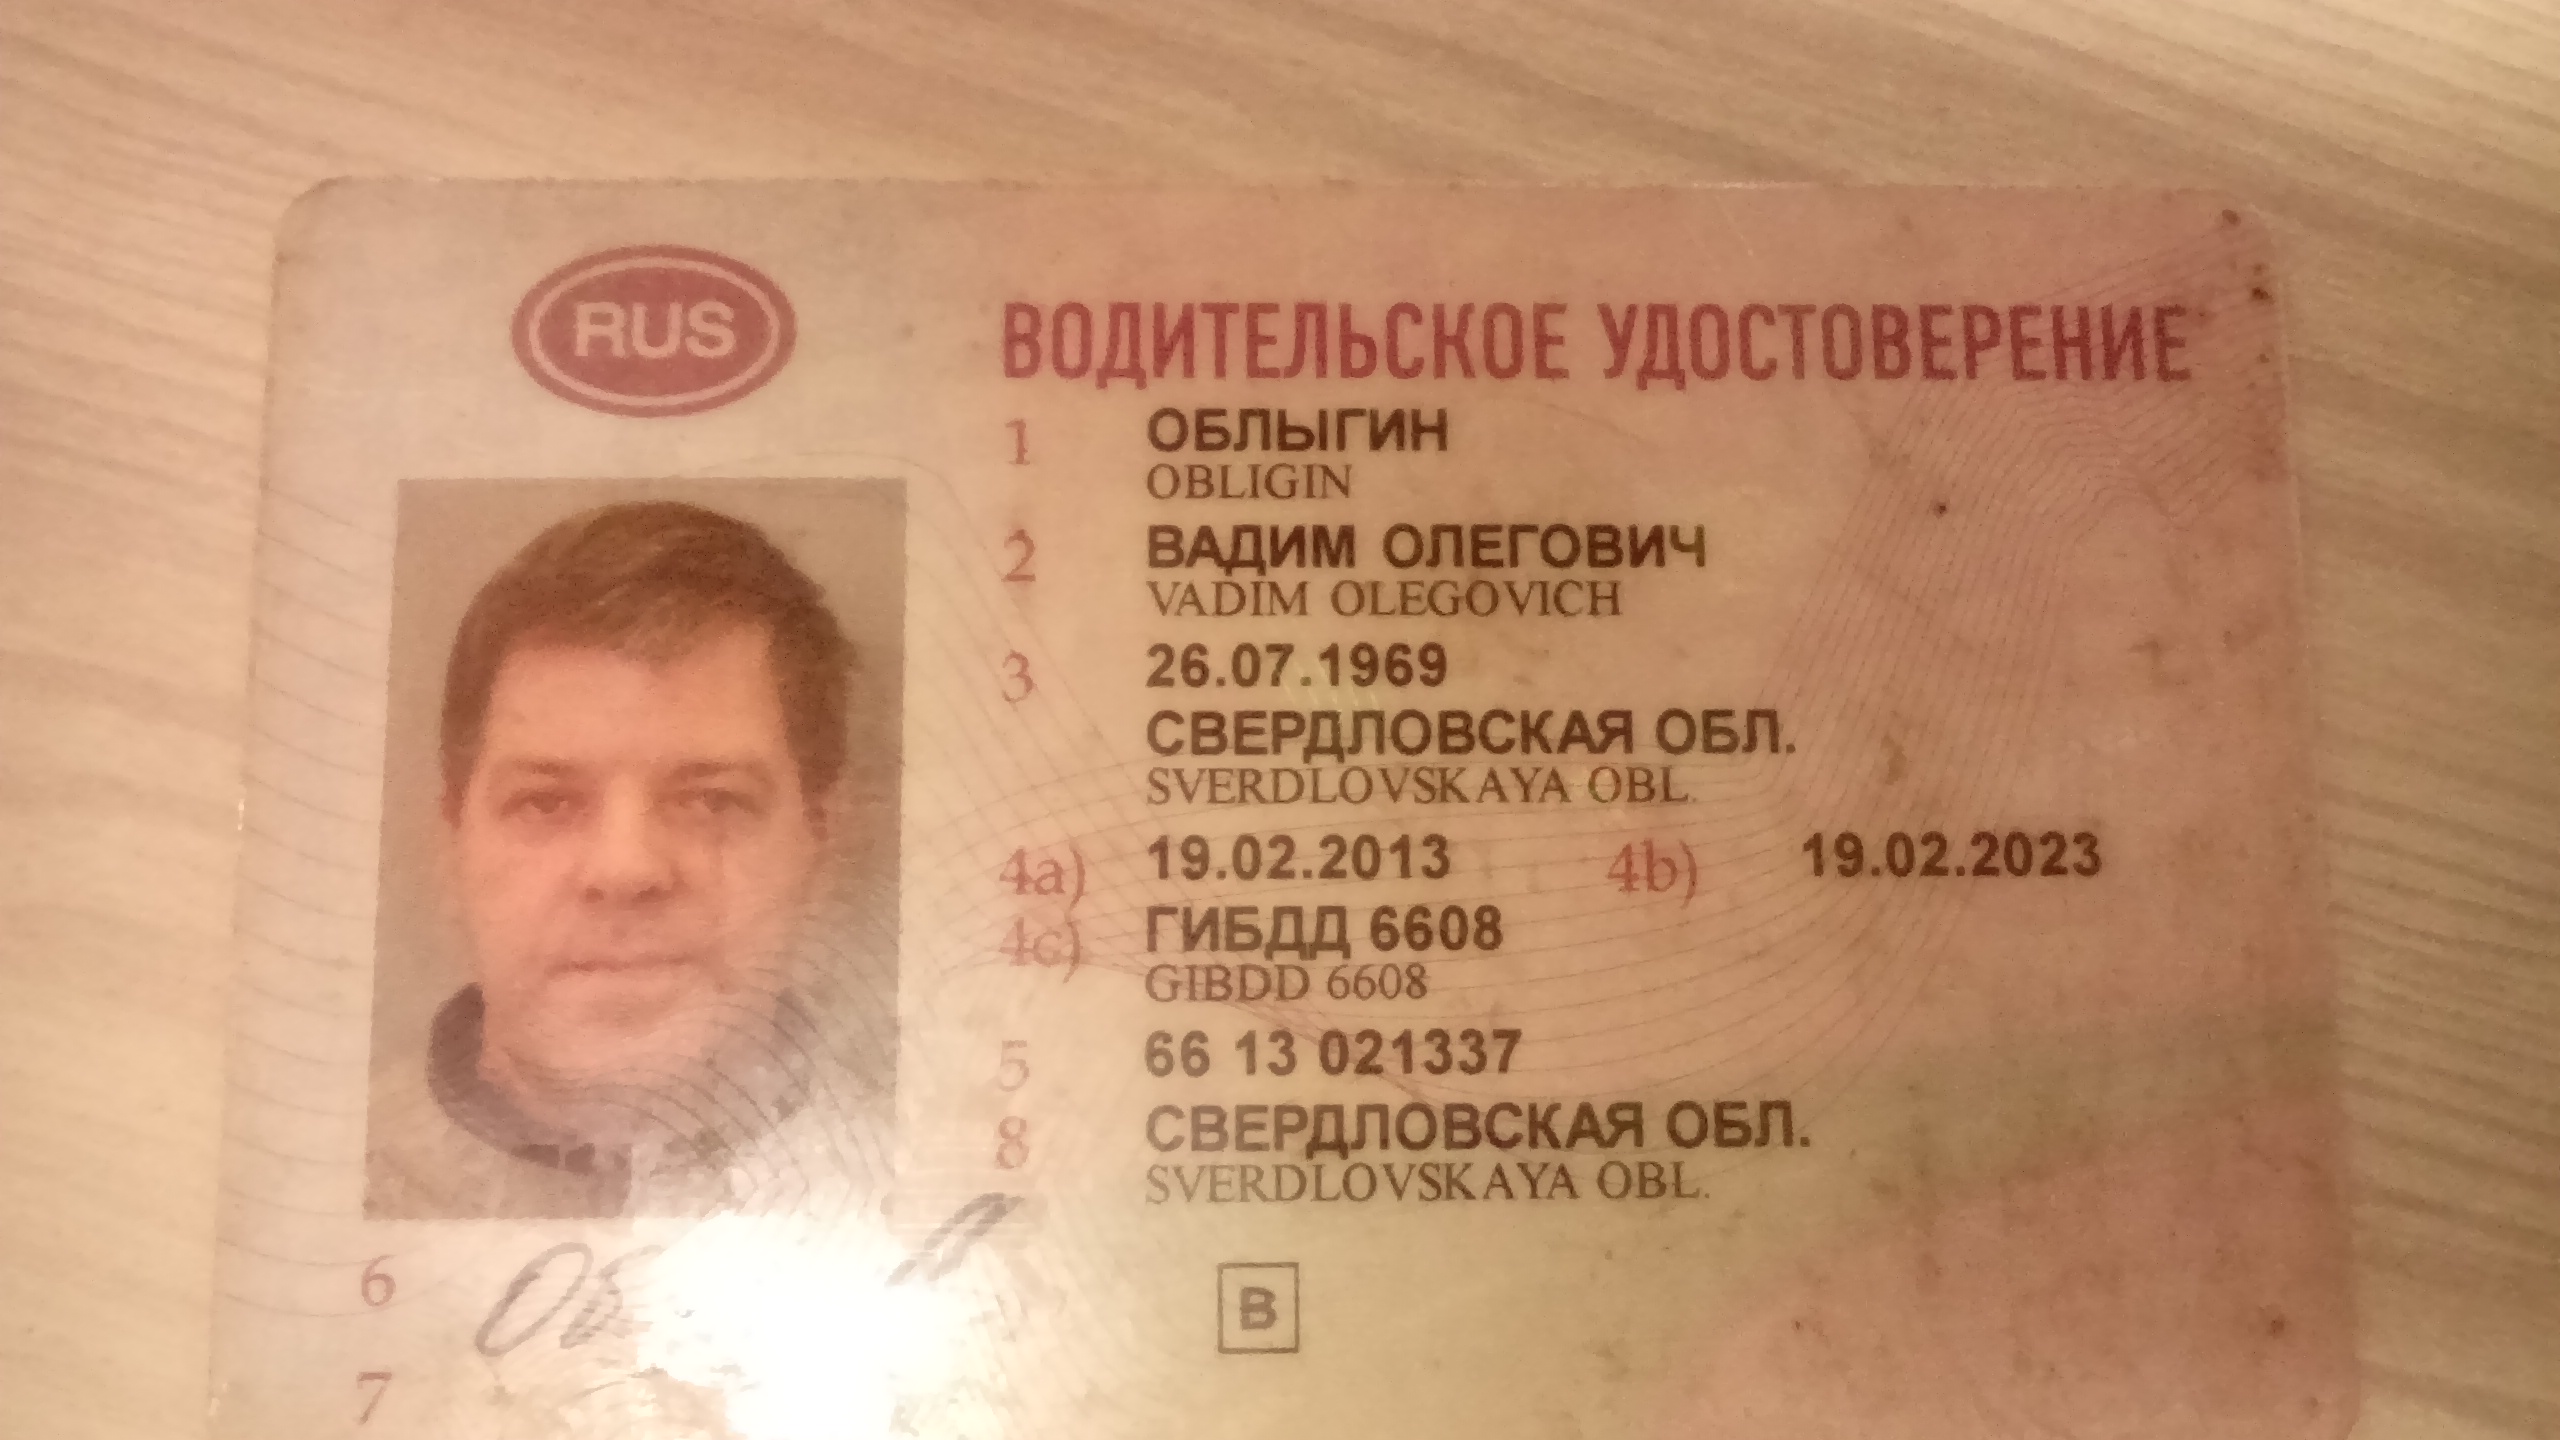 RUS
ВОДИТЕЛЬСКОЕ УДОСТОВЕРЕНИЕ
1 ОБЛЫГИН
OBLIGIN
2 ВАДИМ ОЛЕГОВИЧ
VADIM OLEGOVICH
3 26.07.1969
СВЕРДЛОВСКАЯ ОБЛ.
SVERDLOVSKAYA OBL.
4a) 19.02.2013 4b) 19.02.2023
4c) ГИБДД 6608
GIBDD 6608
5 66 13 021337
8 СВЕРДЛОВСКАЯ ОБЛ.
SVERDLOVSKAYA OBL.
6
B
7